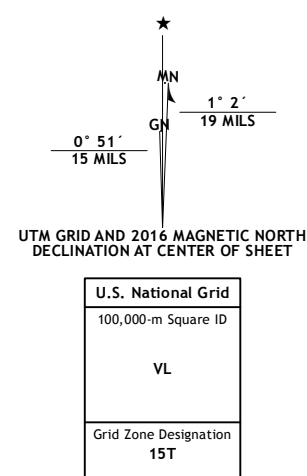 ★
MN
1° 2´
19 MILS
GN
0° 51´
15 MILS
UTM GRID AND 2016 MAGNETIC NORTH
DECLINATION AT CENTER OF SHEET
U.S. National Grid
100,000-m Square ID
VL
Grid Zone Designation
15T